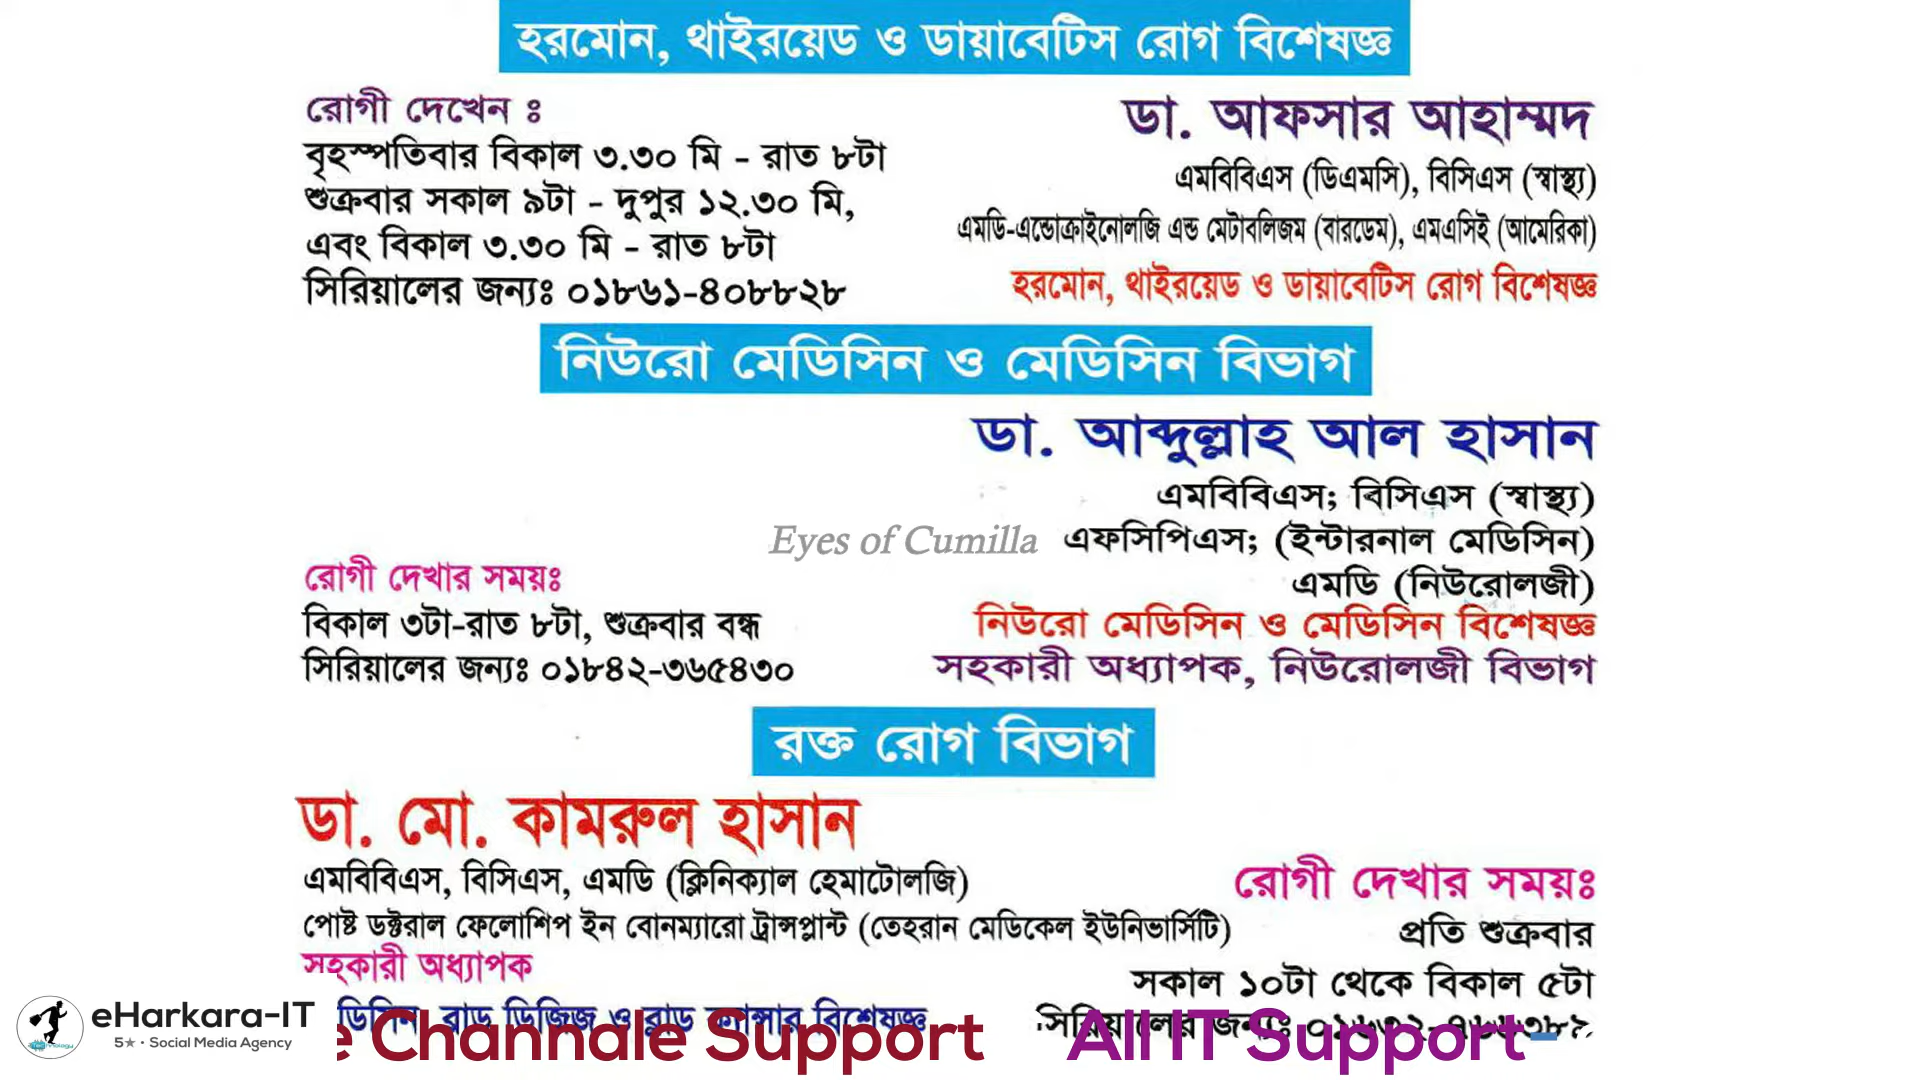 হরমোন, থাইরয়েড ও ডায়াবেটিস রোগ বিশেষজ্ঞ
রোগী দেখেন ঃ
বৃহস্পতিবার বিকাল ৩.৩০ মি - রাত ৮টা
শুক্রবার সকাল ৯টা - দুপুর ১২.৩০ মি,
এবং বিকাল ৩.৩০ মি - রাত ৮টা
সিরিয়ালের জন্যঃ ০১৮৬১-৪০৮৮২৮
ডা. আফসার আহাম্মদ
এমবিবিএস (ডিএমসি), বিসিএস (স্বাস্থ্য)
এমডি-এন্ডোক্রাইনোলজি এন্ড মেটাবলিজম (বারডেম), এমএসিই (আমেরিকা)
হরমোন, থাইরয়েড ও ডায়াবেটিস রোগ বিশেষজ্ঞ
নিউরো মেডিসিন ও মেডিসিন বিভাগ
ডা. আব্দুল্লাহ আল হাসান
এমবিবিএস; বিসিএস (স্বাস্থ্য)
এফসিপিএস; (ইন্টারনাল মেডিসিন)
এমডি (নিউরোলজী)
নিউরো মেডিসিন ও মেডিসিন বিশেষজ্ঞ
সহকারী অধ্যাপক, নিউরোলজী বিভাগ
Eyes of Cumilla
রোগী দেখার সময়ঃ
বিকাল ৩টা-রাত ৮টা, শুক্রবার বন্ধ
সিরিয়ালের জন্যঃ ০১৮৪২-৩৬৫৪৩০
রক্ত রোগ বিভাগ
ডা. মো. কামরুল হাসান
এমবিবিএস, বিসিএস, এমডি (ক্লিনিক্যাল হেমাটোলজি)
পোষ্ট ডক্টরাল ফেলোশিপ ইন বোনম্যারো ট্রান্সপ্লান্ট (তেহরান মেডিকেল ইউনিভার্সিটি)
সহকারী অধ্যাপক
ডিসিন, ব্লাড ডিজিজ ও ব্লাড ক্যান্সার বিশেষজ্ঞ
রোগী দেখার সময়ঃ
প্রতি শুক্রবার
সকাল ১০টা থেকে বিকাল ৫টা
সিরিয়ালের জন্যঃ
eHarkara-IT
5★ • Social Media Agency
e Channale Support
All IT Support